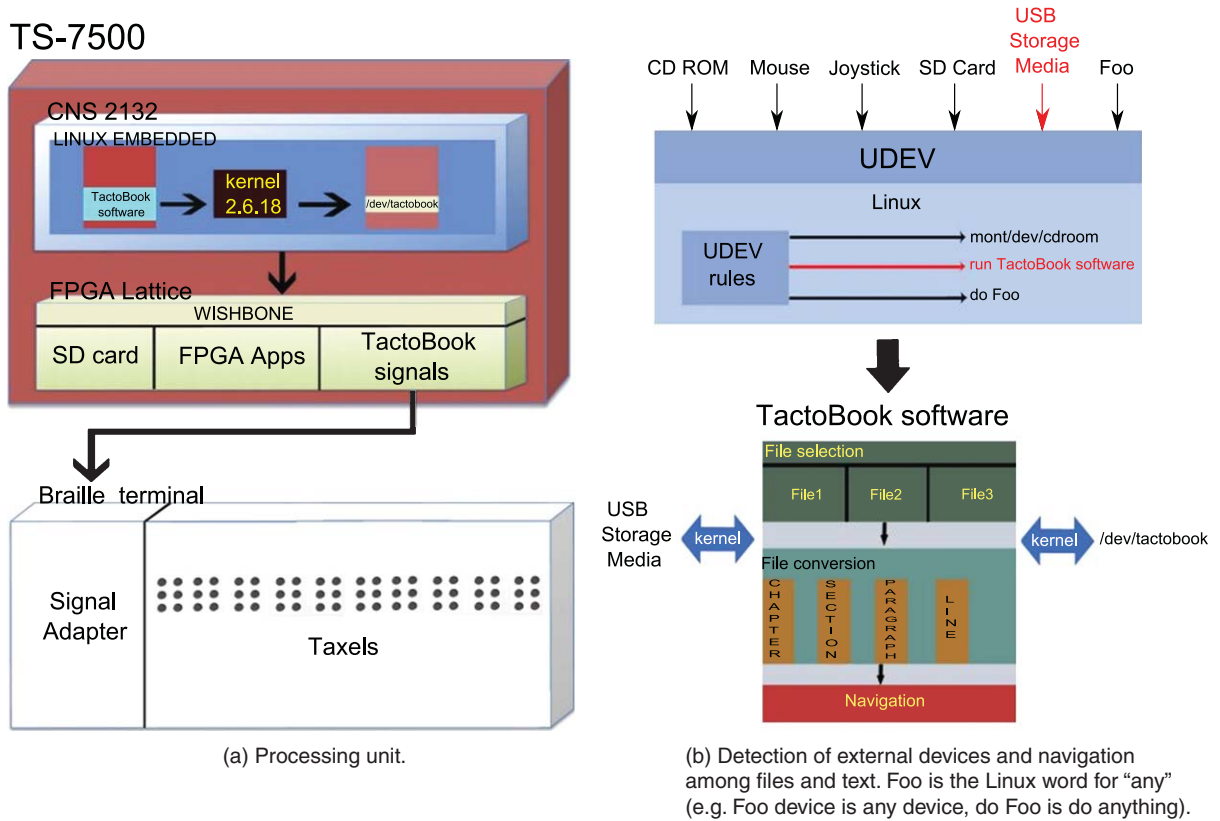 TS-7500
CNS 2132
LINUX EMBEDDED
TactoBook
software
kernel
2.6.18
/dev/tactobook
FPGA Lattice
WISHBONE
SD card
FPGA Apps
TactoBook
signals
Braille terminal
Signal
Adapter
Taxels
(a) Processing unit.
USB
Storage
Media
CD ROM
Mouse
Joystick
SD Card
Foo
UDEV
Linux
UDEV
rules
mont/dev/cdroom
run TactoBook software
do Foo
TactoBook software
File selection
File1
File2
File3
USB
Storage
Media
kernel
kernel
/dev/tactobook
File conversion
CHAPTER
SECTION
PARAGRAPH
LINE
Navigation
(b) Detection of external devices and navigation
among files and text. Foo is the Linux word for “any”
(e.g. Foo device is any device, do Foo is do anything).